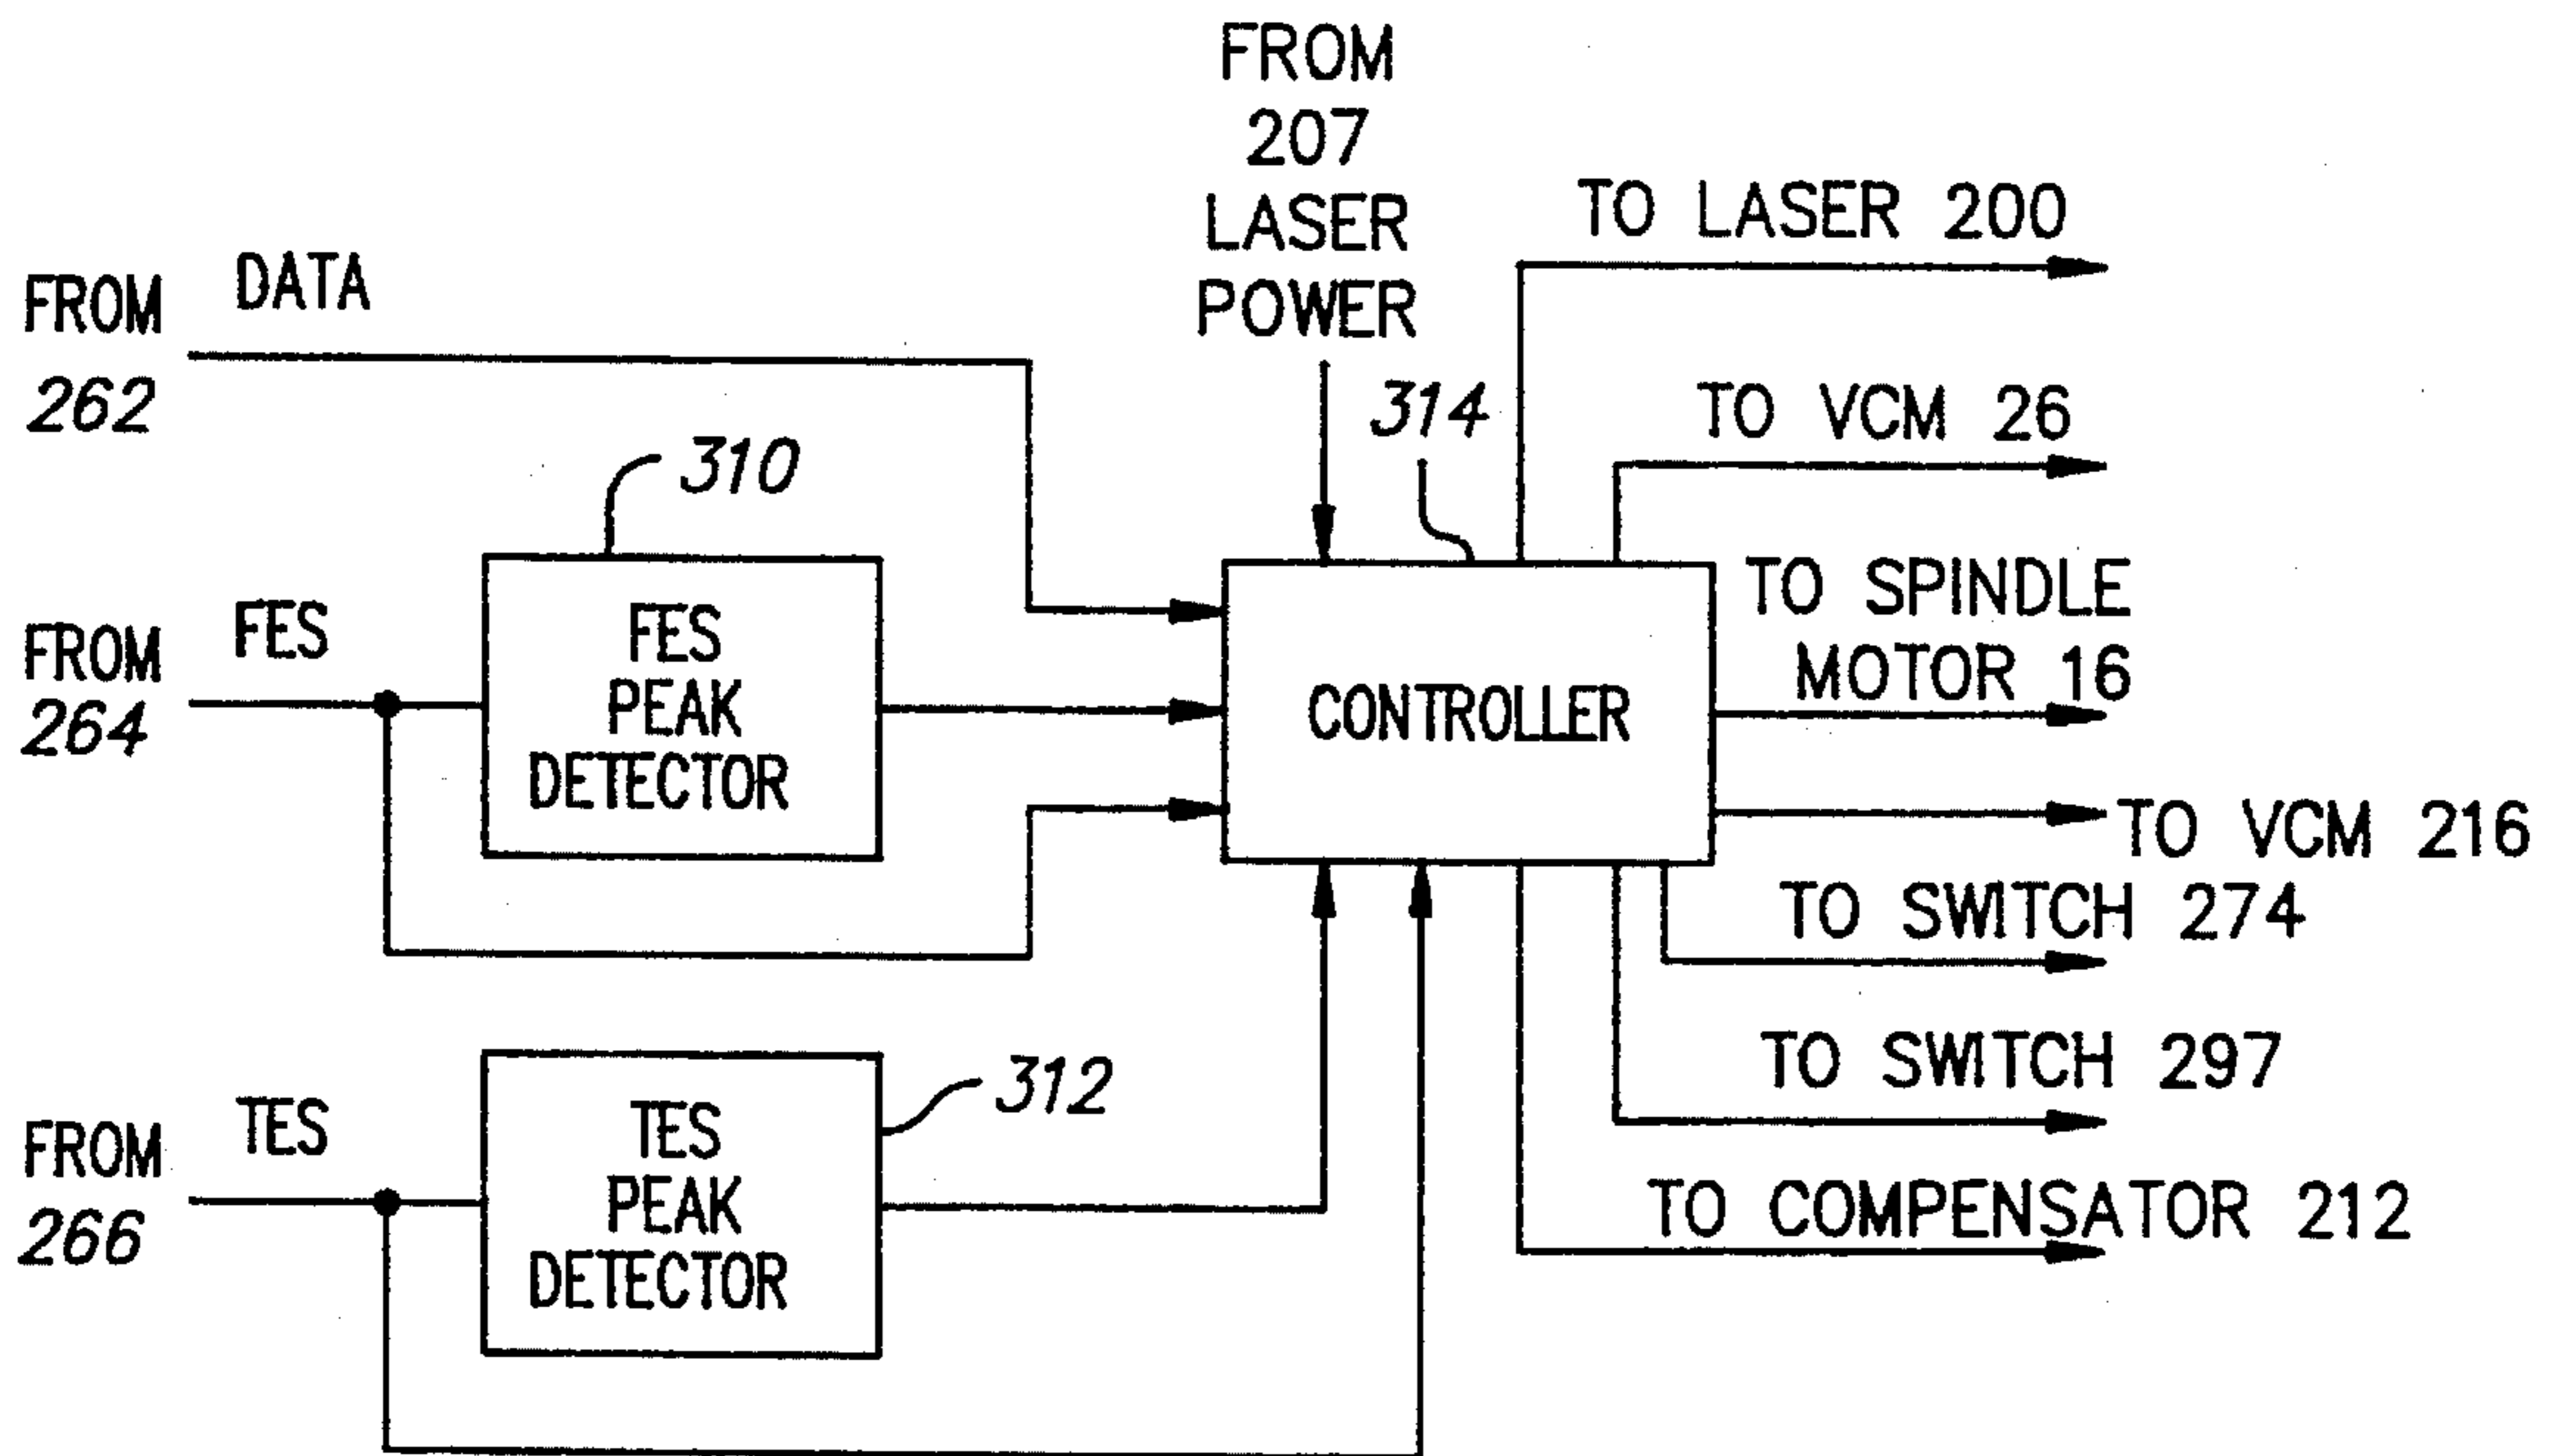 FROM
207
LASER
POWER
TO LASER 200
DATA
FROM
262
314
TO VCM 26
310
TO SPINDLE
MOTOR 16
FES
FROM
264
FES
PEAK
DETECTOR
CONTROLLER
TO VCM 216
TO SWITCH 274
TO SWITCH 297
312
TES
FROM
266
TES
PEAK
DETECTOR
TO COMPENSATOR 212